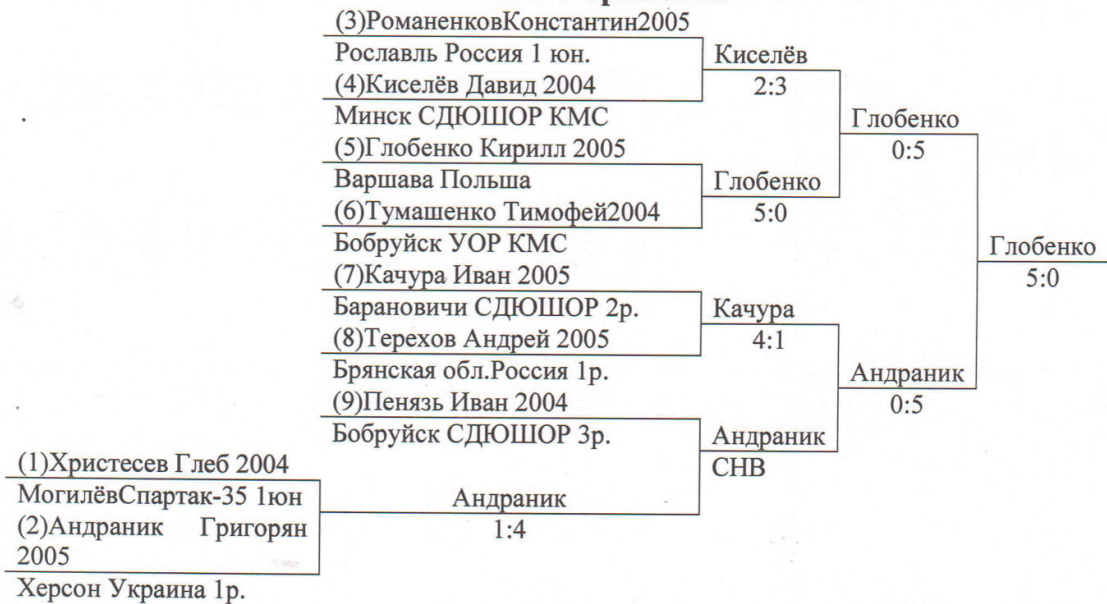 (3)РоманенковКонстантин2005
Рославль Россия 1 юн.
(4)Киселёв Давид 2004
Минск СДЮШОР КМС
(5)Глобенко Кирилл 2005
Варшава Польша
(6)Тумашенко Тимофей2004
Бобруйск УОР КМС
(7)Качура Иван 2005
Барановичи СДЮШОР 2р.
(8)Терехов Андрей 2005
Брянская обл.Россия 1р.
(9)Пенязь Иван 2004
Бобруйск СДЮШОР 3р.
(1)Христесев Глеб 2004
МогилёвСпартак-35 1юн
(2)Андраник Григорян
2005
Херсон Украина 1р.
Андраник
1:4
Киселёв
2:3
Глобенко
5:0
Качура
4:1
Андраник
СНВ
Глобенко
0:5
Андраник
0:5
Глобенко
5:0